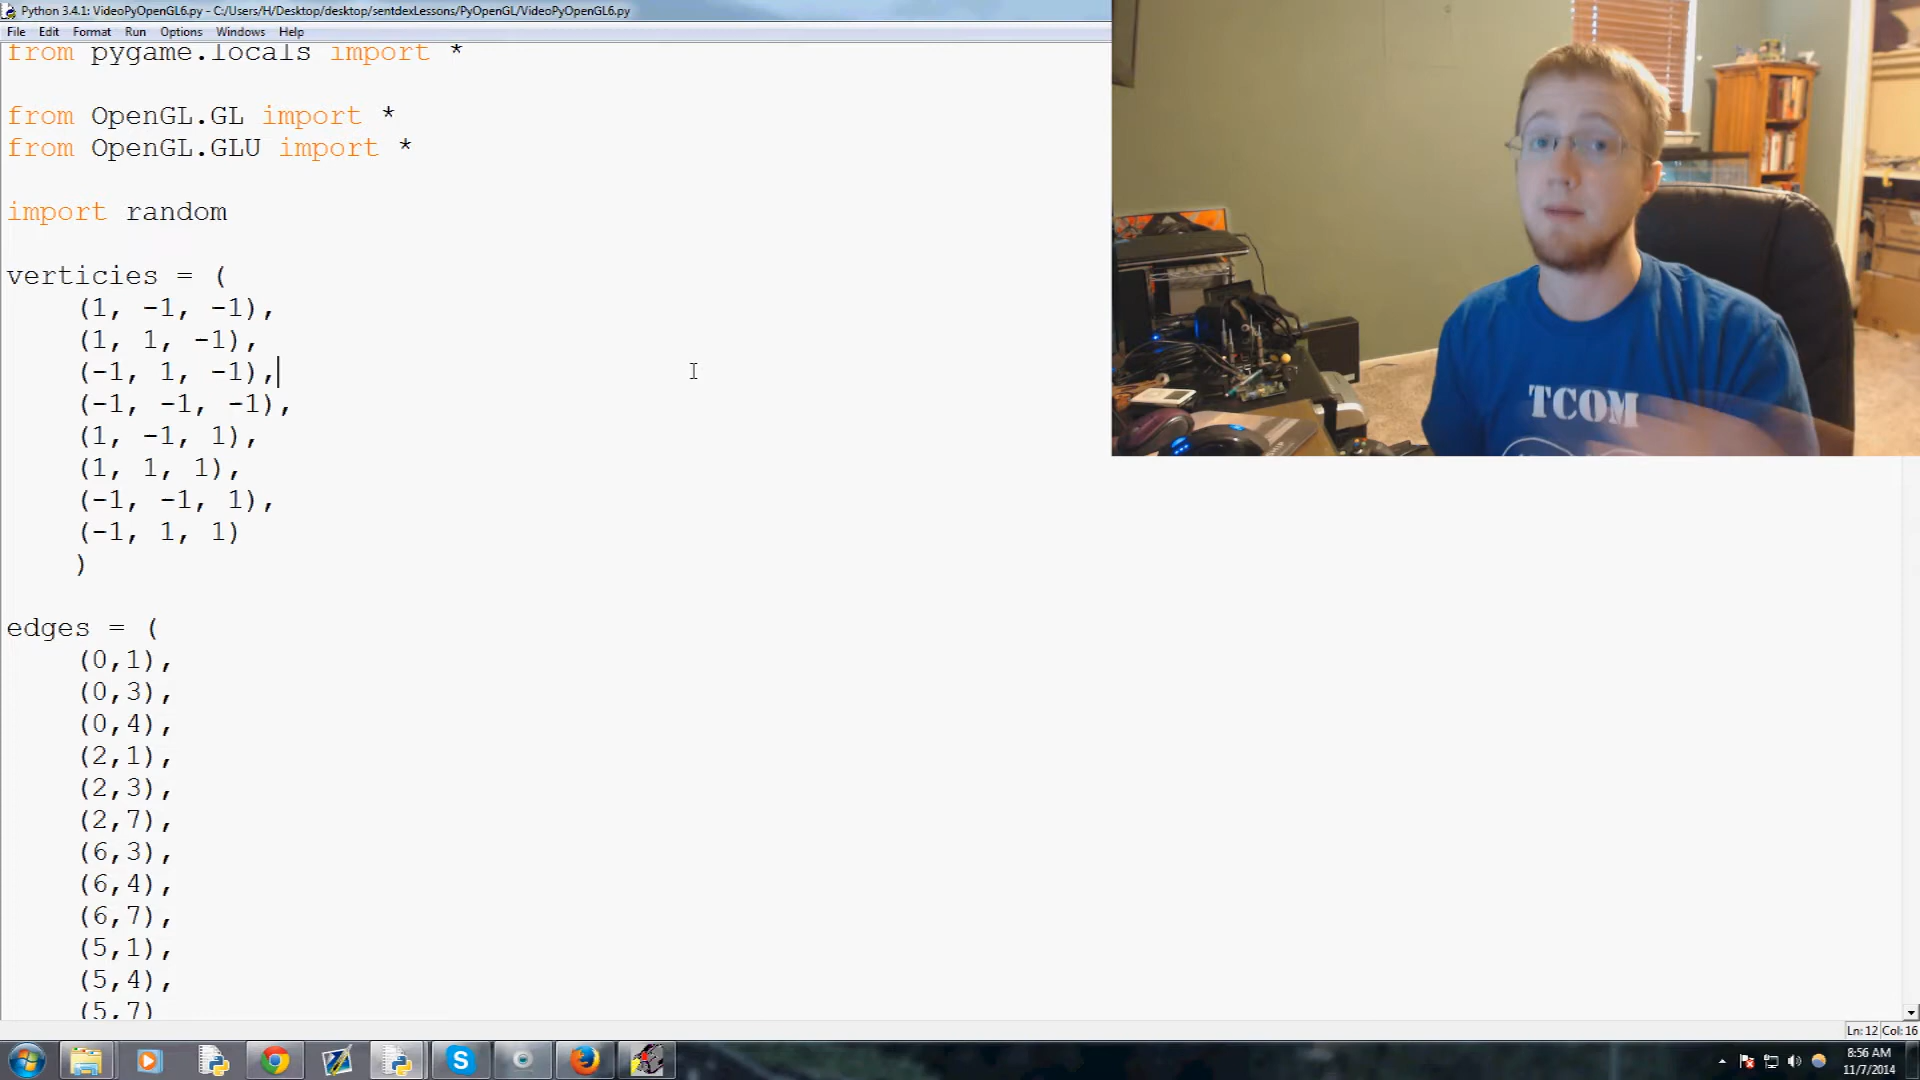 Python 3.4.1: VideoPyOpenGL6.py - C:/Users/H/Desktop/desktop/sentdexLessons/PyOpenGL/VideoPyOpenGL6.py
File Edit Format Run Options Windows Help
from pygame.locals import *
from OpenGL.GL import *
from OpenGL.GLU import *
import random
verticies = (
(1, -1, -1),
(1, 1, -1),
(-1, 1, -1),
(-1, -1, -1),
(1, -1, 1),
(1, 1, 1),
(-1, -1, 1),
(-1, 1, 1)
)
edges = (
(0,1),
(0,3),
(0,4),
(2,1),
(2,3),
(2,7),
(6,3),
(6,4),
(6,7),
(5,1),
(5,4),
(5,7)
TCOM
Ln: 12 Col: 16
8:56 AM
11/7/2014